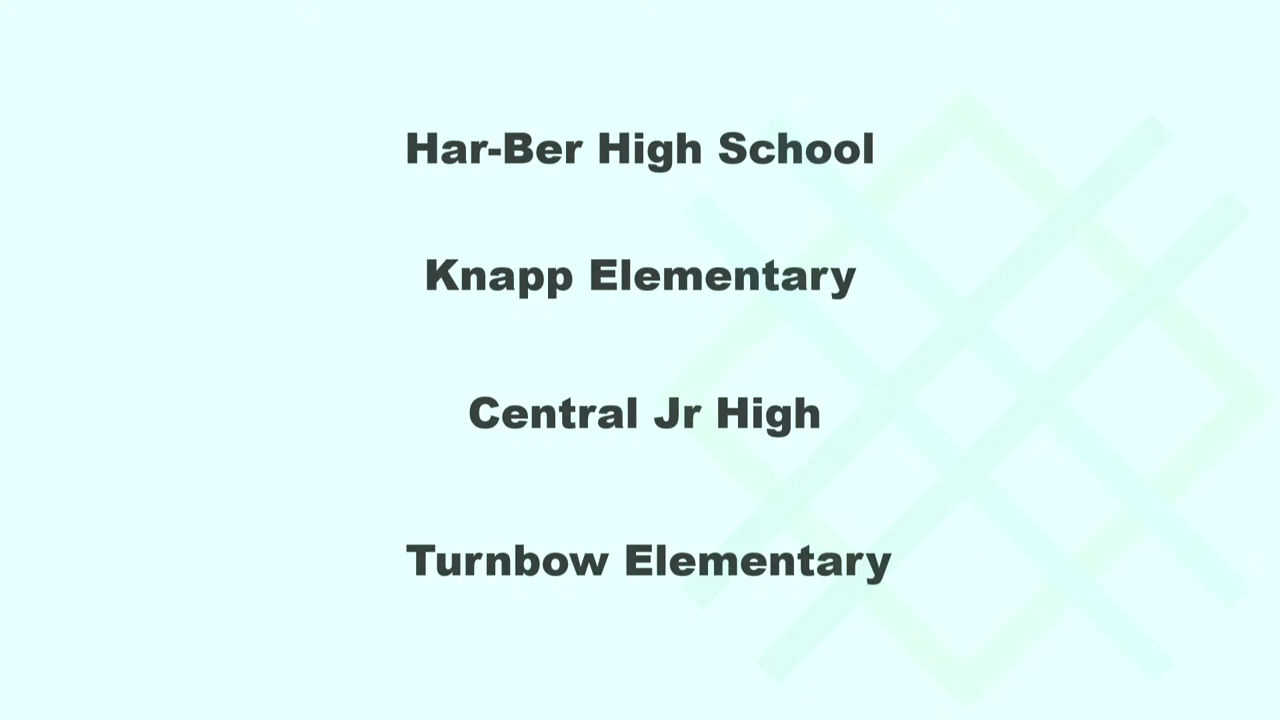 Har-Ber High School
Knapp Elementary
Central Jr High
Turnbow Elementary